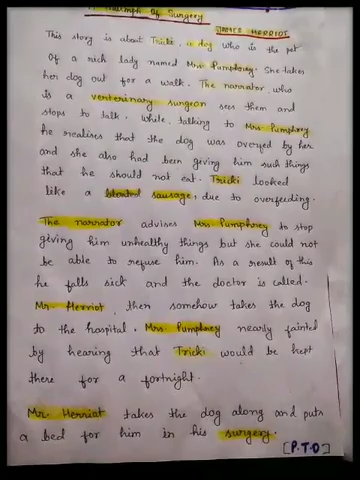 A Triumph Of Surgery
JAMES HERRIOT
This story is about Tricki, a dog who is the pet
of a rich lady named Mrs Pumphrey. She takes
her dog out for a walk. The narrator, who
is a verterinary surgeon sees them and
stops to talk. While, talking to Mrs Pumphrey
he realises that the dog was overjed by her
and she also had been giving him such things
that he should not eat. Tricki looked
like a bloated sausage, due to overfeeding.
The narrator advises Mrs Pumphrey to stop
giving him unhealthy things but she could not
be able to refuse him. As a result of this
he falls sick and the doctor is called.
Mr. Herriot, then somehow takes the dog
to the hospital. Mrs Pumphrey nearly fainted
by hearing that Tricki would be kept
there for a fortnight.
Mr. Herriat takes the dog along and puts
a bed for him in his surgery.
[P.T.O]